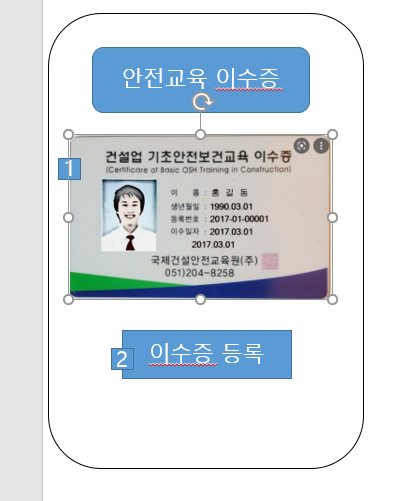 안전교육 이수증
1
건설업 기초안전보건교육 이수증
(Certificate of Basic OSH Training in Construction)
이 름 : 홍 길 동
생년월일 : 1990.03.01
등록번호 : 2017-01-00001
이수일자 : 2017.03.01
2017.03.01
국제건설안전교육원(주)
051)204-8258
2
이수증 등록